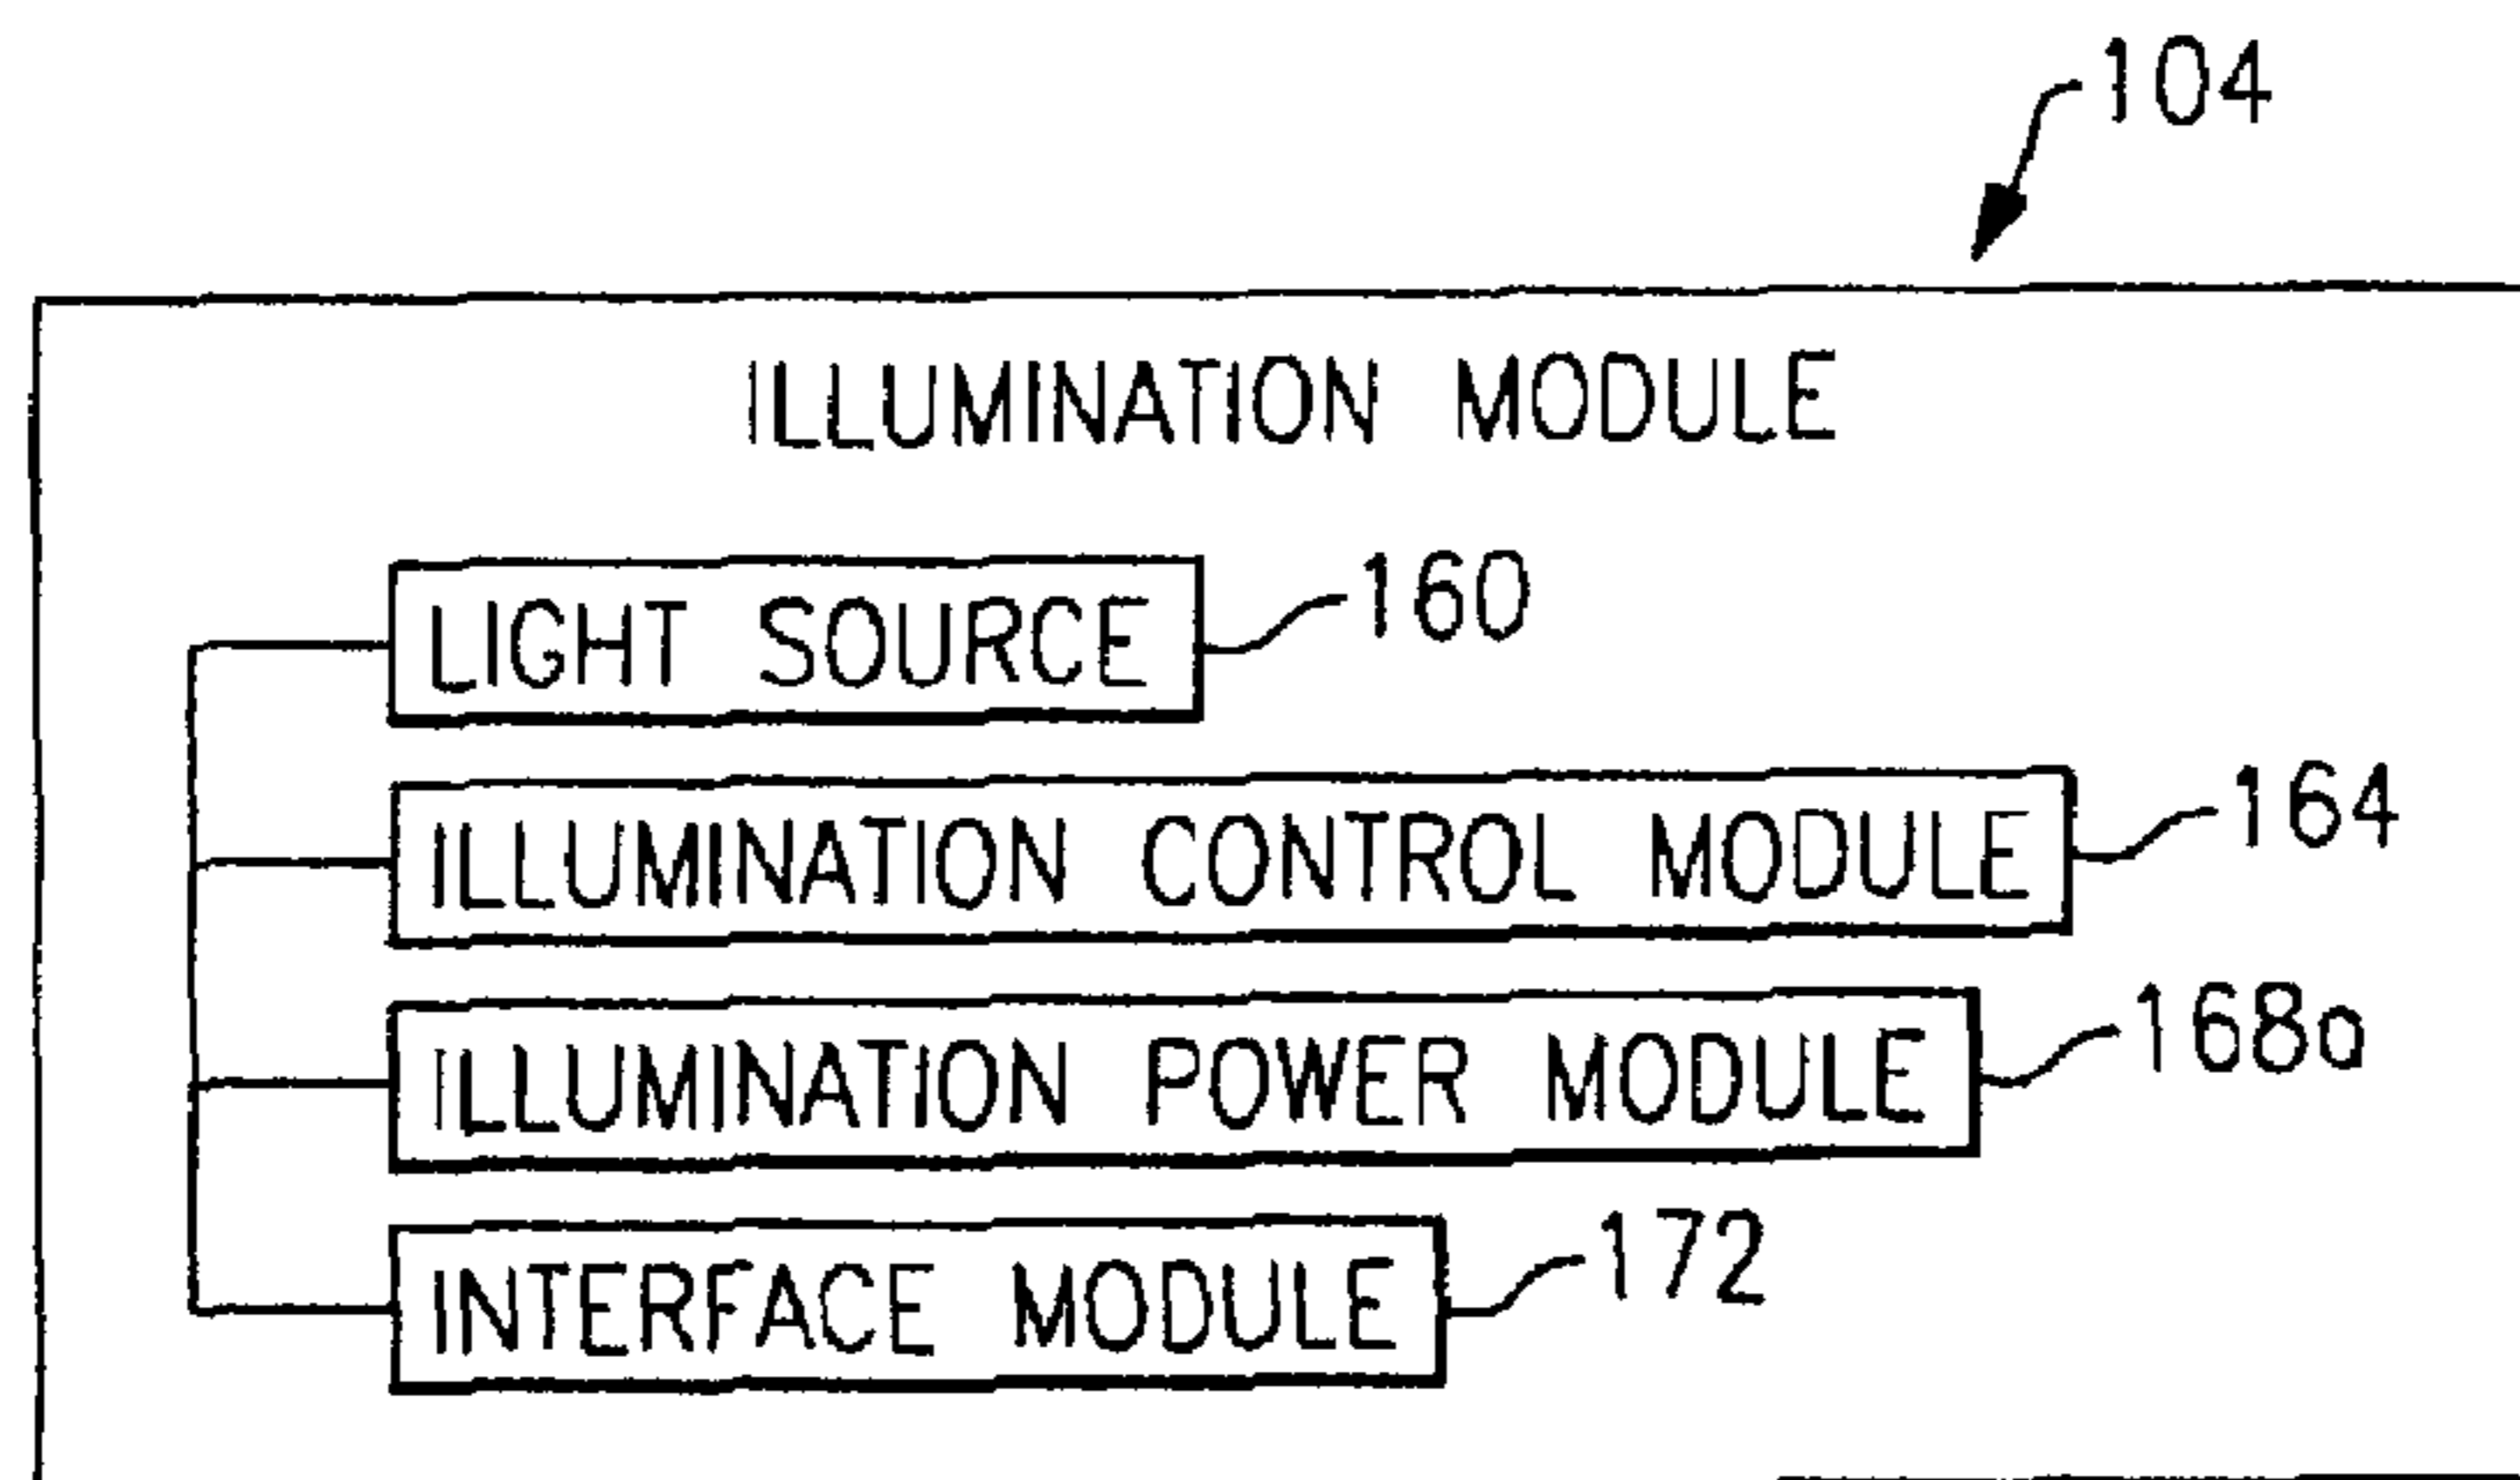 104
ILLUMINATION MODULE
LIGHT SOURCE 160
ILLUMINATION CONTROL MODULE 164
ILLUMINATION POWER MODULE 168a
INTERFACE MODULE 172